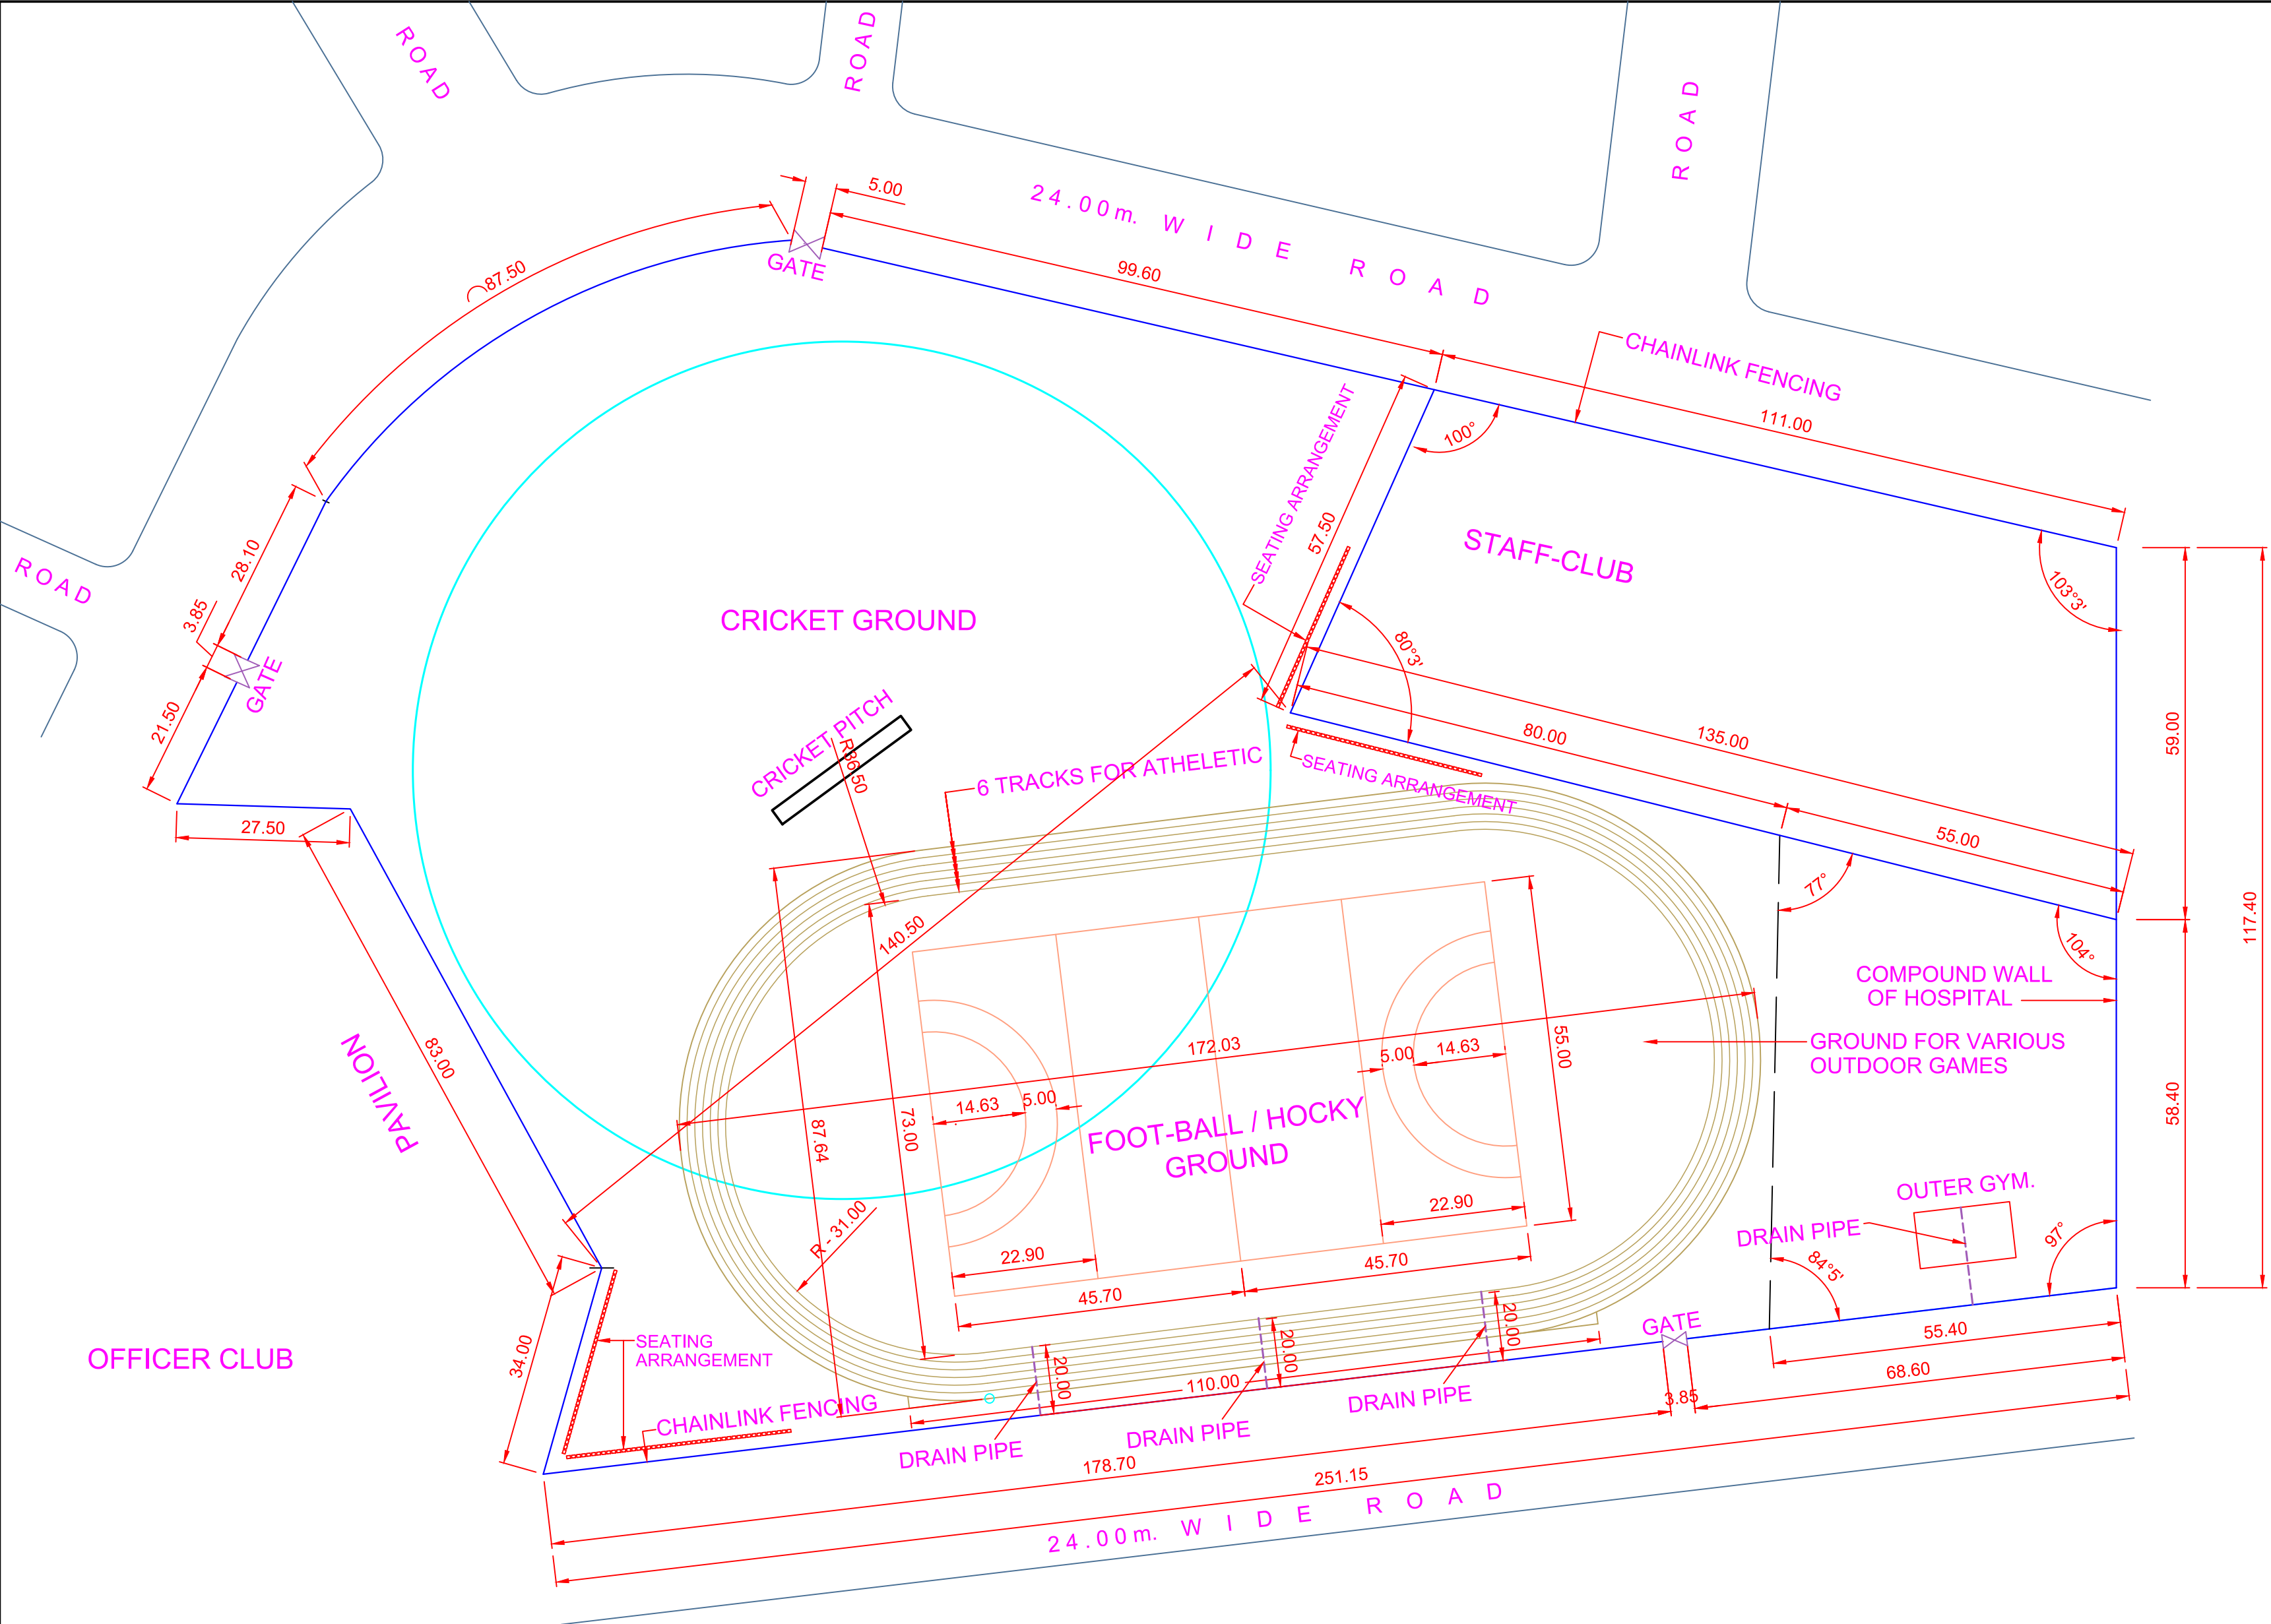 ROAD
ROAD
ROAD
5.00
24.00m. WIDE ROAD
GATE
87.50
99.60
CHAINLINK FENCING
111.00
100°
SEATING ARRANGEMENT
57.50
STAFF-CLUB
28.10
103°3'
ROAD
3.85
CRICKET GROUND
80°3'
GATE
21.50
CRICKET PITCH
R36.50
80.00
135.00
59.00
6 TRACKS FOR ATHELETIC
SEATING ARRANGEMENT
27.50
55.00
77°
117.40
140.50
104°
COMPOUND WALL
OF HOSPITAL
PAVILION
83.00
172.03
55.00
GROUND FOR VARIOUS
OUTDOOR GAMES
5.00
14.63
14.63
5.00
87.64
73.00
FOOT-BALL / HOCKY
GROUND
58.40
OUTER GYM.
22.90
R - 31.00
DRAIN PIPE
97°
84°5'
22.90
45.70
45.70
OFFICER CLUB
34.00
SEATING
ARRANGEMENT
20.00
20.00
20.00
GATE
55.40
110.00
68.60
3.85
CHAINLINK FENCING
DRAIN PIPE
DRAIN PIPE
DRAIN PIPE
178.70
251.15
24.00m. WIDE ROAD